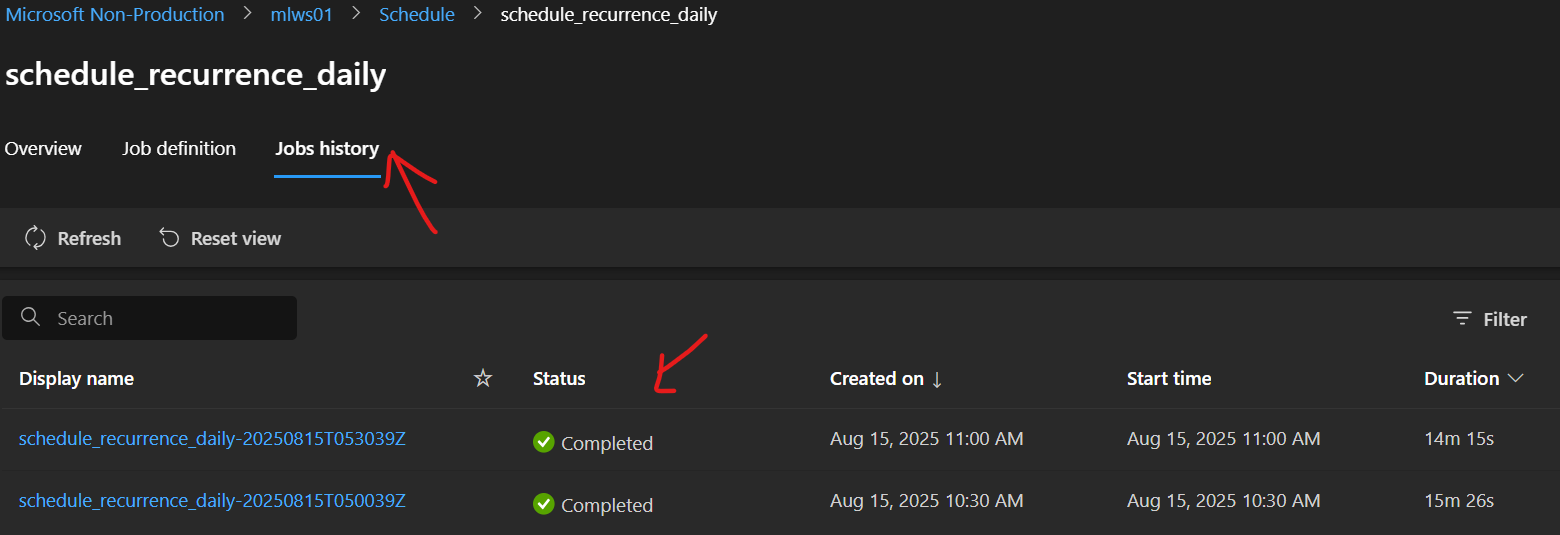 Microsoft Non-Production > mlws01 > Schedule > schedule_recurrence_daily
schedule_recurrence_daily
Overview Job definition Jobs history
Refresh Reset view
Search Filter
Display name Status Created on ↓ Start time Duration
schedule_recurrence_daily-20250815T053039Z Completed Aug 15, 2025 11:00 AM Aug 15, 2025 11:00 AM 14m 15s
schedule_recurrence_daily-20250815T050039Z Completed Aug 15, 2025 10:30 AM Aug 15, 2025 10:30 AM 15m 26s